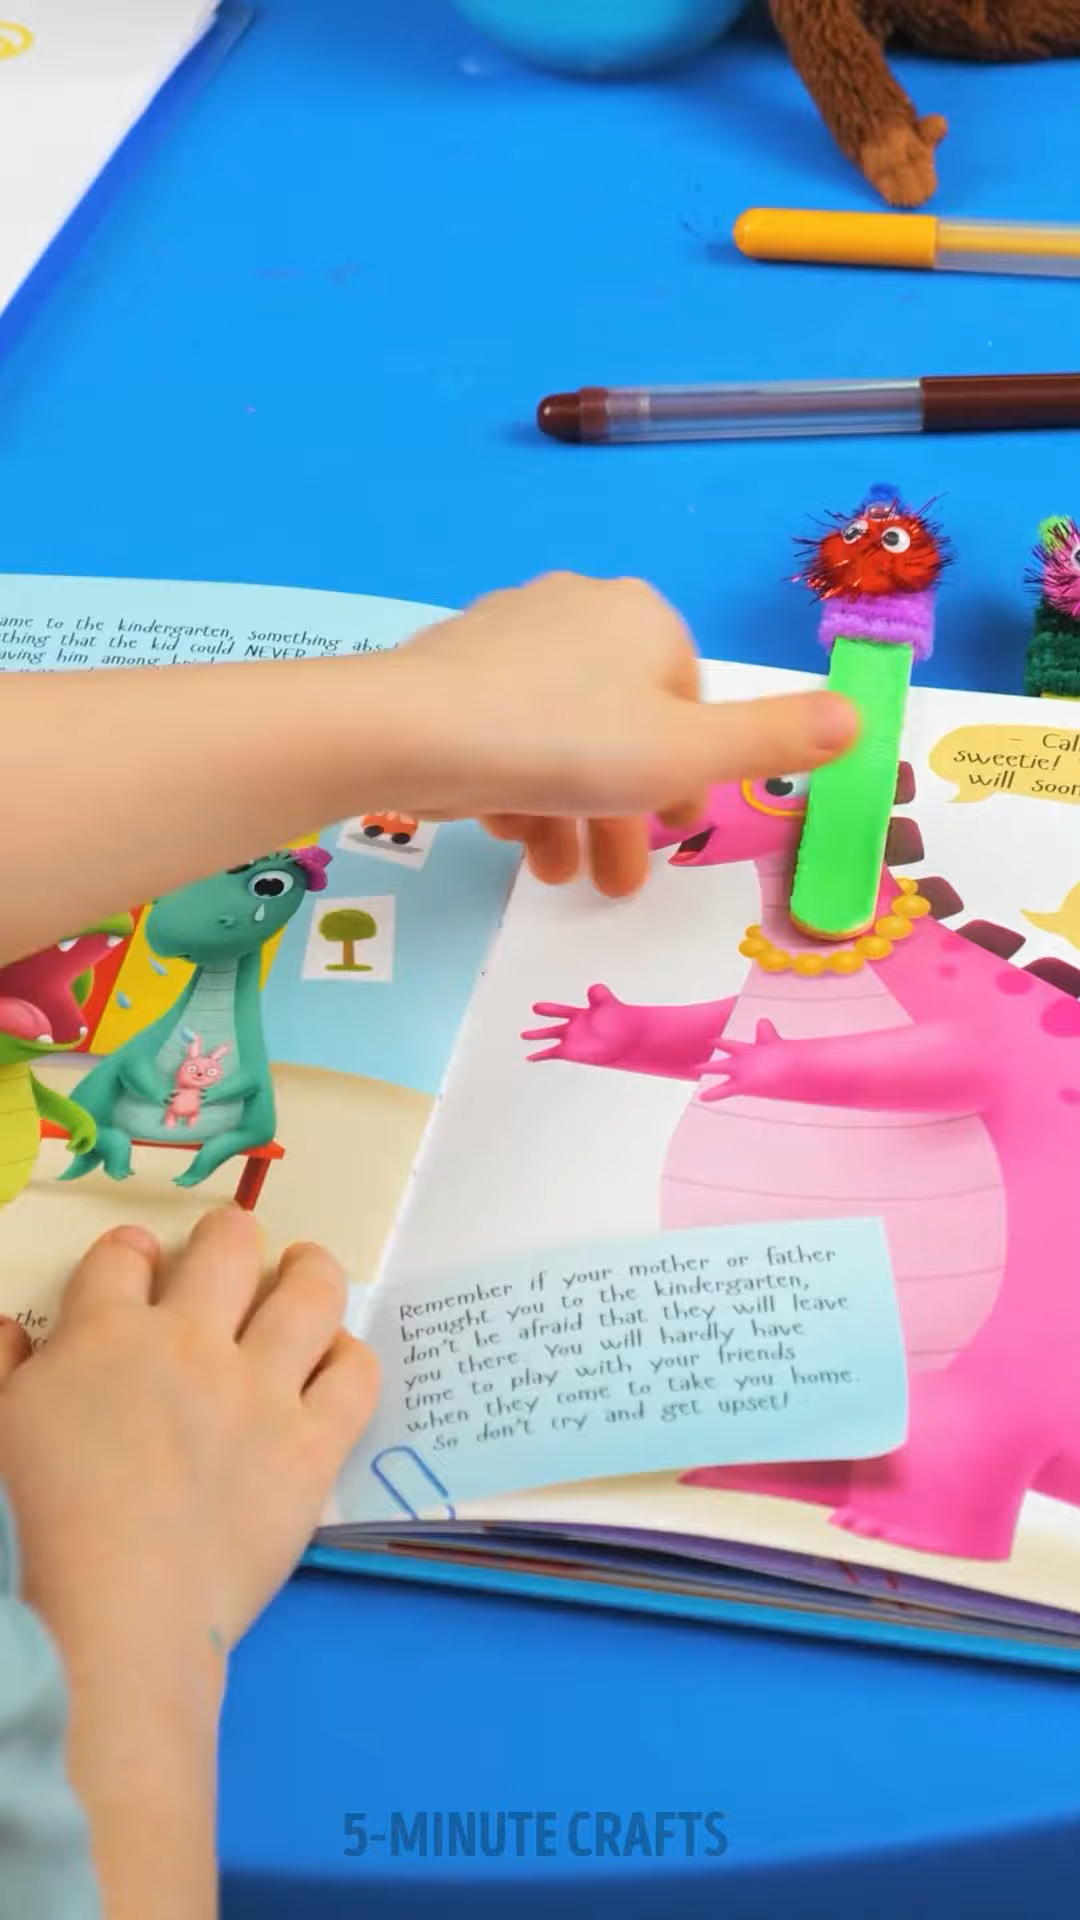 ame to the kindergarten, something abs
thing that the kid could NEVER
aving him among
- Cal
sweetie!
will soon
the
Remember if your mother or father
brought you to the kindergarten,
don't be afraid that they will leave
you there. You will hardly have
time to play with your friends
when they come to take you home.
So don't cry and get upset!
5-MINUTE CRAFTS